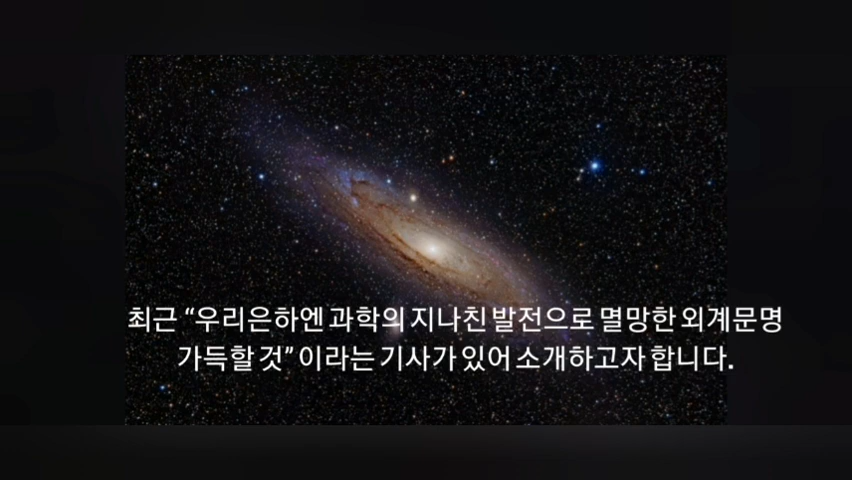 최근 “우리은하엔 과학의 지나친 발전으로 멸망한 외계문명
가득할 것” 이라는 기사가 있어 소개하고자 합니다.